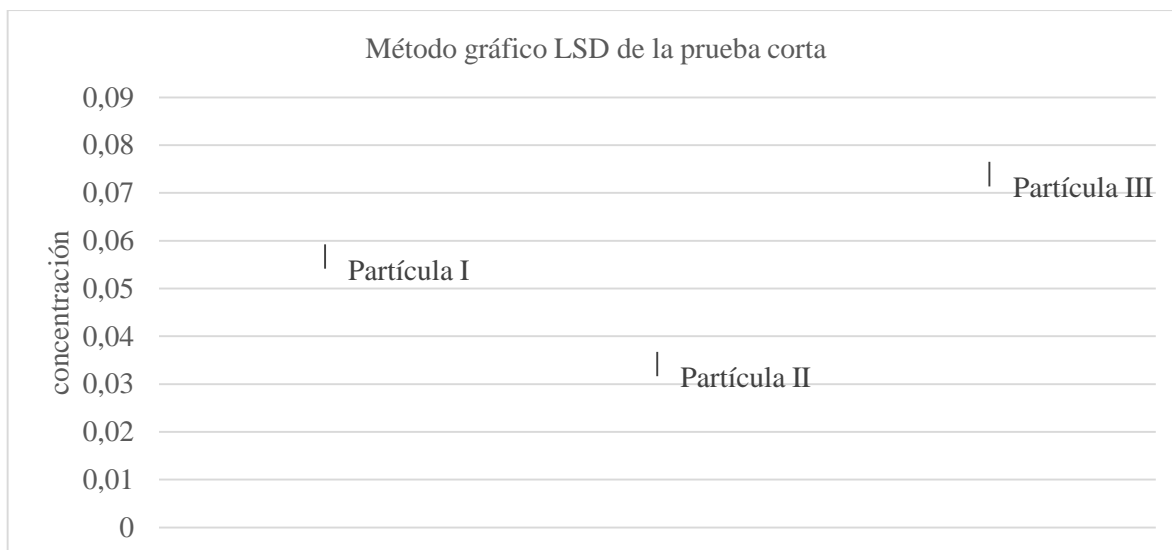 Método gráfico LSD de la prueba corta
0,09
0,08
0,07
0,06
0,05
0,04
0,03
0,02
0,01
0
concentración
Partícula I
Partícula II
Partícula III